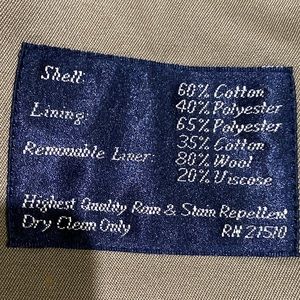 Shell:
60% Cotton
40% Polyester
Lining:
65% Polyester
35% Cotton
Removable Liner:
80% Wool
20% Viscose
Highest Quality Rain & Stain Repellent
Dry Clean Only RN 21510